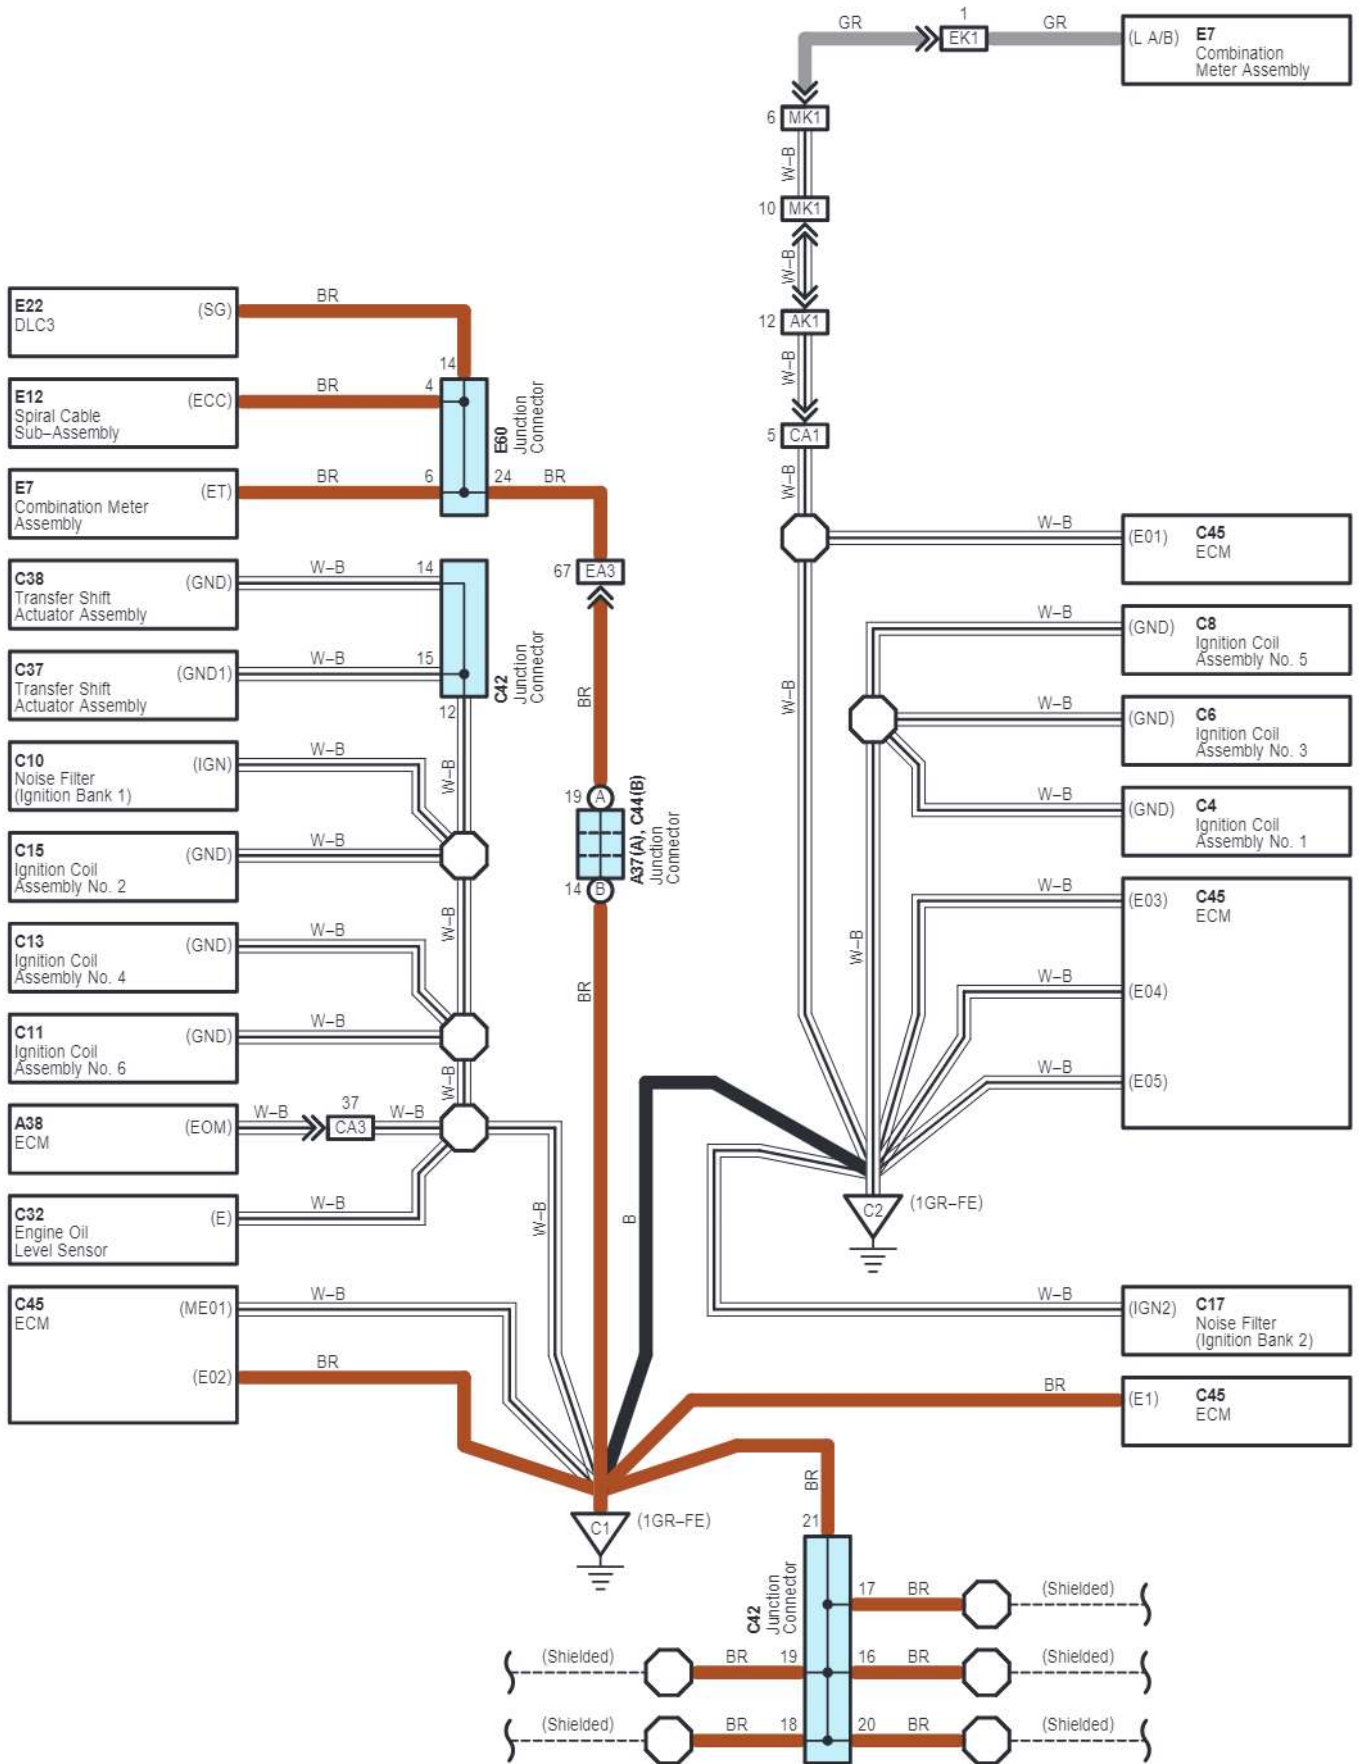 GR
1
EK1
GR
(L A/B)
E7
Combination
Meter Assembly
6
MK1
W–B
10
MK1
W–B
12
AK1
W–B
5
CA1
W–B
W–B
(E01)
C45
ECM
W–B
(GND)
C8
Ignition Coil
Assembly No. 5
W–B
(GND)
C6
Ignition Coil
Assembly No. 3
W–B
(GND)
C4
Ignition Coil
Assembly No. 1
W–B
W–B
W–B
(E03)
C45
ECM
W–B
(E04)
W–B
(E05)
C2
(1GR–FE)
W–B
(IGN2)
C17
Noise Filter
(Ignition Bank 2)
BR
(E1)
C45
ECM
E22
DLC3
(SG)
BR
14
E12
Spiral Cable
Sub–Assembly
(ECC)
BR
4
E60
Junction
Connector
E7
Combination Meter
Assembly
(ET)
BR
6
24
BR
67
EA3
BR
19
A
A37(A), C44(B)
Junction
Connector
14
B
BR
C38
Transfer Shift
Actuator Assembly
(GND)
W–B
14
C37
Transfer Shift
Actuator Assembly
(GND1)
W–B
15
C42
Junction
Connector
12
W–B
C10
Noise Filter
(Ignition Bank 1)
(IGN)
W–B
C15
Ignition Coil
Assembly No. 2
(GND)
W–B
W–B
C13
Ignition Coil
Assembly No. 4
(GND)
W–B
C11
Ignition Coil
Assembly No. 6
(GND)
W–B
W–B
A38
ECM
(EOM)
W–B
37
CA3
W–B
C32
Engine Oil
Level Sensor
(E)
W–B
W–B
B
C45
ECM
(ME01)
W–B
(E02)
BR
C1
(1GR–FE)
BR
21
C42
Junction
Connector
17
BR
(Shielded)
(Shielded)
BR
19
16
BR
(Shielded)
(Shielded)
BR
18
20
BR
(Shielded)